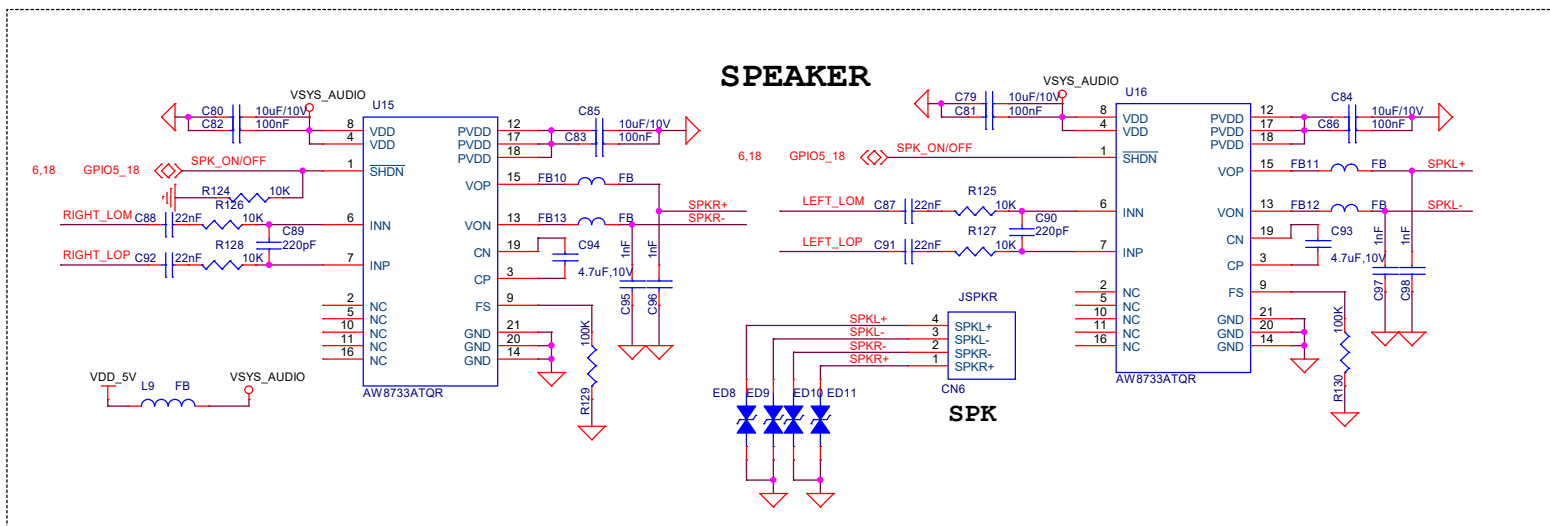 SPEAKER
VSYS_AUDIO
U15
C80 10uF/10V
C82 100nF
8 VDD
4 VDD
PVDD 12
PVDD 17
PVDD 18
C85
10uF/10V
C83 100nF
6,18 GPIO5_18 SPK_ON/OFF
1 SHDN
R124 10K
VOP 15 FB10 FB
SPKR+
RIGHT_LOM C88 22nF R126 10K
6 INN
VON 13 FB13 FB
SPKR-
C89
220pF
RIGHT_LOP C92 22nF R128 10K
7 INP
CN 19
CP 3
C94
4.7uF,10V
1nF
1nF
C95
C96
FS 9
2 NC
5 NC
10 NC
11 NC
16 NC
GND 21
GND 20
GND 14
100K
R129
AW8733ATQR
VDD_5V L9 FB VSYS_AUDIO
VSYS_AUDIO
U16
C79 10uF/10V
C81 100nF
8 VDD
4 VDD
PVDD 12
PVDD 17
PVDD 18
C84
10uF/10V
C86 100nF
6,18 GPIO5_18 SPK_ON/OFF
1 SHDN
VOP 15 FB11 FB SPKL+
LEFT_LOM C87 22nF R125 10K
6 INN
VON 13 FB12 FB SPKL-
C90
220pF
LEFT_LOP C91 22nF R127 10K
7 INP
CN 19
CP 3
C93
4.7uF,10V
1nF
1nF
C97
C98
FS 9
2 NC
5 NC
10 NC
11 NC
16 NC
GND 21
GND 20
GND 14
100K
R130
AW8733ATQR
JSPKR
SPKL+ 4 SPKL+
SPKL- 3 SPKL-
SPKR- 2 SPKR-
SPKR+ 1 SPKR+
CN6
ED8 ED9 ED10 ED11
SPK